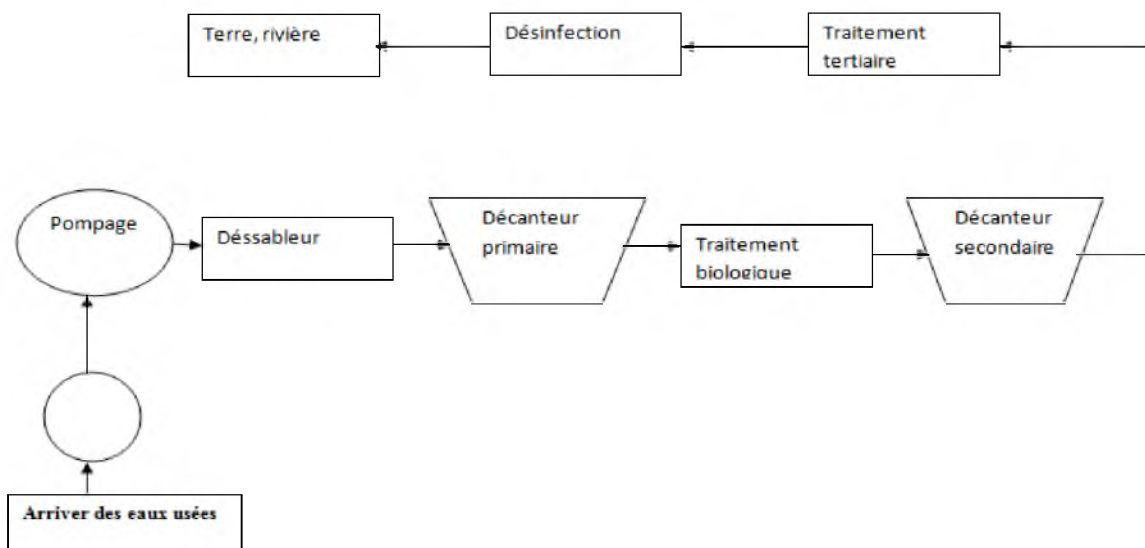 Terre, rivière
Désinfection
Traitement
tertiaire
Pompage
Déssableur
Décanteur
primaire
Traitement
biologique
Décanteur
secondaire
Arriver des eaux usées